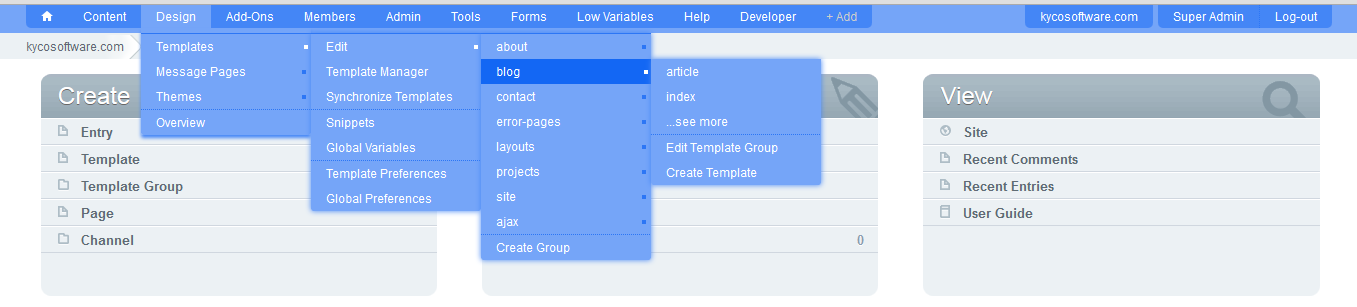 Content Design Add-Ons Members Admin Tools Forms Low Variables Help Developer + Add kycosoftware.com Super Admin Log-out
kycosoftware.com
Templates
Message Pages
Themes
Overview
Edit
Template Manager
Synchronize Templates
Snippets
Global Variables
Template Preferences
Global Preferences
about
blog
contact
error-pages
layouts
projects
site
ajax
Create Group
article
index
...see more
Edit Template Group
Create Template
Create
Entry
Template
Template Group
Page
Channel
0
View
Site
Recent Comments
Recent Entries
User Guide